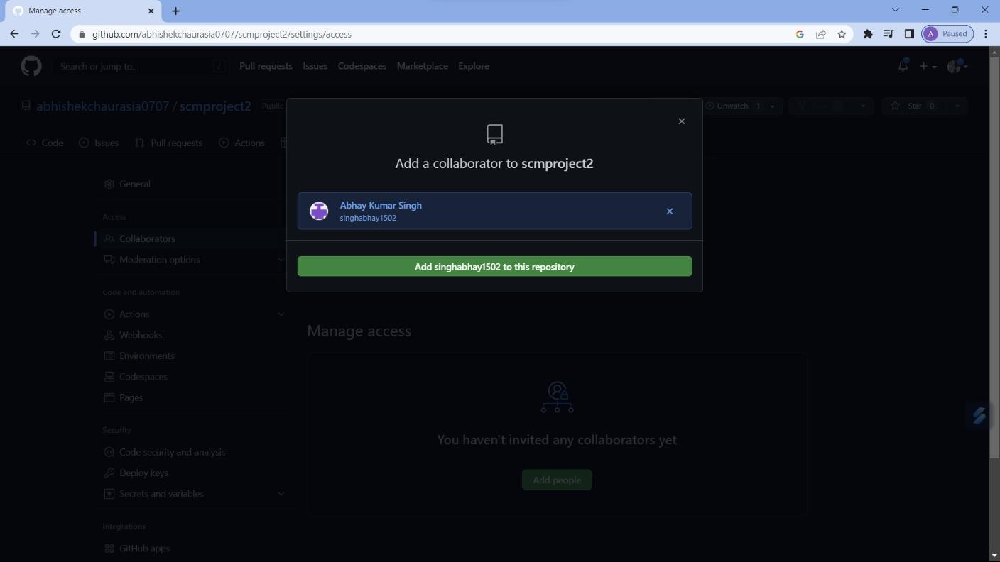 Manage access
github.com/abhishekchaurasia0707/scmproject2/settings/access
A Paused
Search or jump to... /
Pull requests Issues Codespaces Marketplace Explore
abhishekchaurasia0707 / scmproject2 Public
Unwatch 1
Star 0
Code Issues Pull requests Actions
Add a collaborator to scmproject2
Abhay Kumar Singh
singhabhay1502
Add singhabhay1502 to this repository
General
Access
Collaborators
Moderation options
Code and automation
Actions
Webhooks
Environments
Codespaces
Pages
Security
Code security and analysis
Deploy keys
Secrets and variables
Integrations
GitHub apps
Manage access
You haven't invited any collaborators yet
Add people